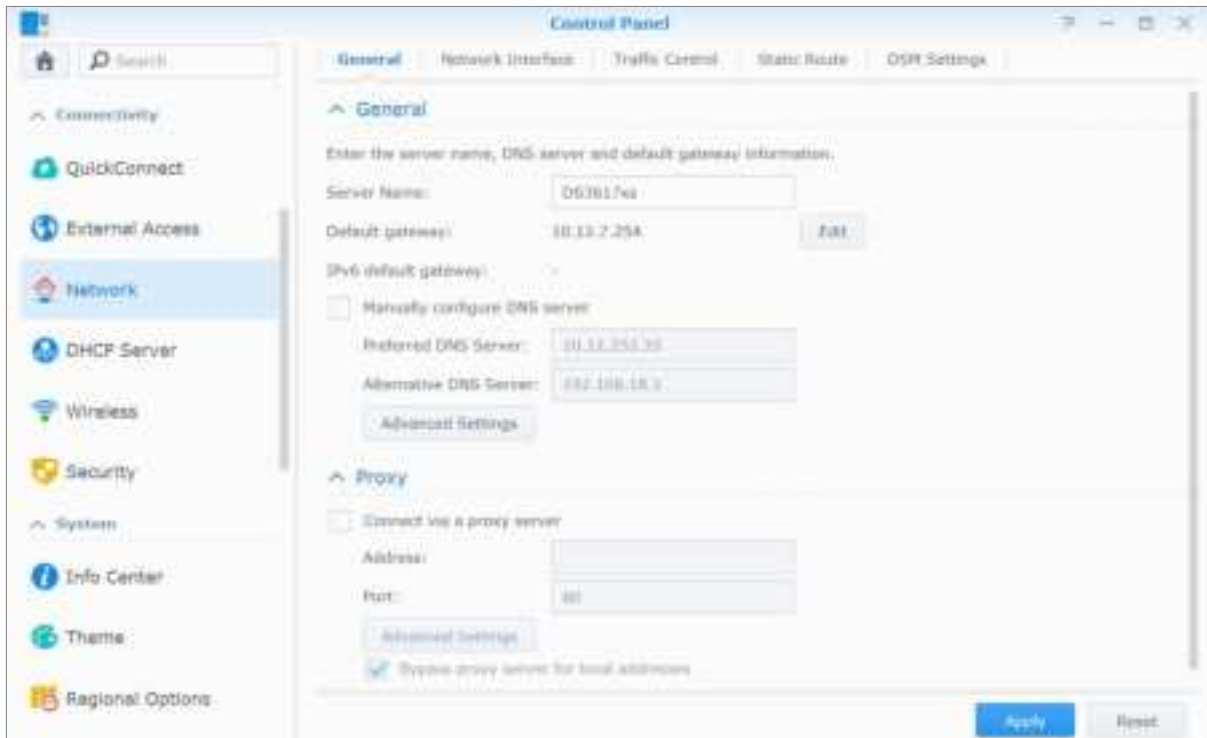 Control Panel
Search
General
Network Interface
Traffic Control
Static Route
DSM Settings
Connectivity
QuickConnect
External Access
Network
DHCP Server
Wireless
Security
System
Info Center
Theme
Regional Options
General
Enter the server name, DNS server and default gateway information.
Server Name:
DS3617xs
Default gateway:
10.13.7.254
Edit
IPv6 default gateway:
-
Manually configure DNS server
Preferred DNS Server:
Alternative DNS Server:
Advanced Settings
Proxy
Connect via a proxy server
Address:
Port:
80
Advanced Settings
Bypass proxy server for local addresses
Apply
Reset